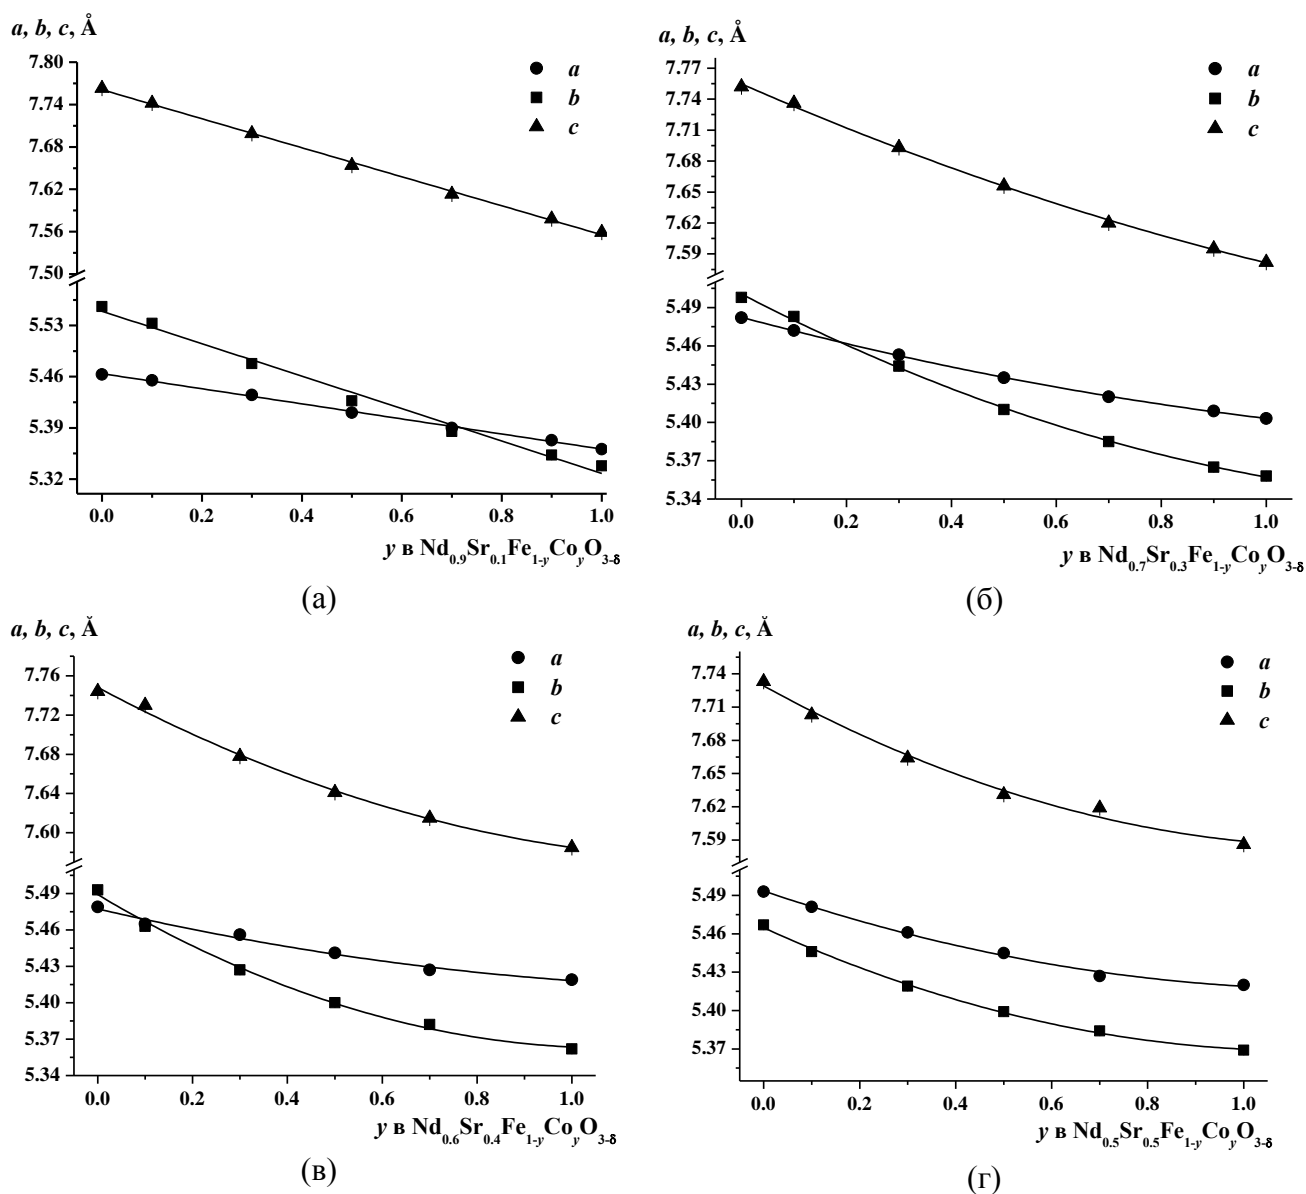 a, b, c, Å
7.80
7.74
7.68
7.62
7.56
7.50
5.53
5.46
5.39
5.32
a
b
c
0.0 0.2 0.4 0.6 0.8 1.0
y в Nd0.9Sr0.1Fe1-yCoyO3-δ
(а)
a, b, c, Å
7.77
7.74
7.71
7.68
7.65
7.62
7.59
5.49
5.46
5.43
5.40
5.37
5.34
a
b
c
0.0 0.2 0.4 0.6 0.8 1.0
y в Nd0.7Sr0.3Fe1-yCoyO3-δ
(б)
a, b, c, Å
7.76
7.72
7.68
7.64
7.60
5.49
5.46
5.43
5.40
5.37
5.34
a
b
c
0.0 0.2 0.4 0.6 0.8 1.0
y в Nd0.6Sr0.4Fe1-yCoyO3-δ
(в)
a, b, c, Å
7.74
7.71
7.68
7.65
7.62
7.59
5.49
5.46
5.43
5.40
5.37
a
b
c
0.0 0.2 0.4 0.6 0.8 1.0
y в Nd0.5Sr0.5Fe1-yCoyO3-δ
(г)